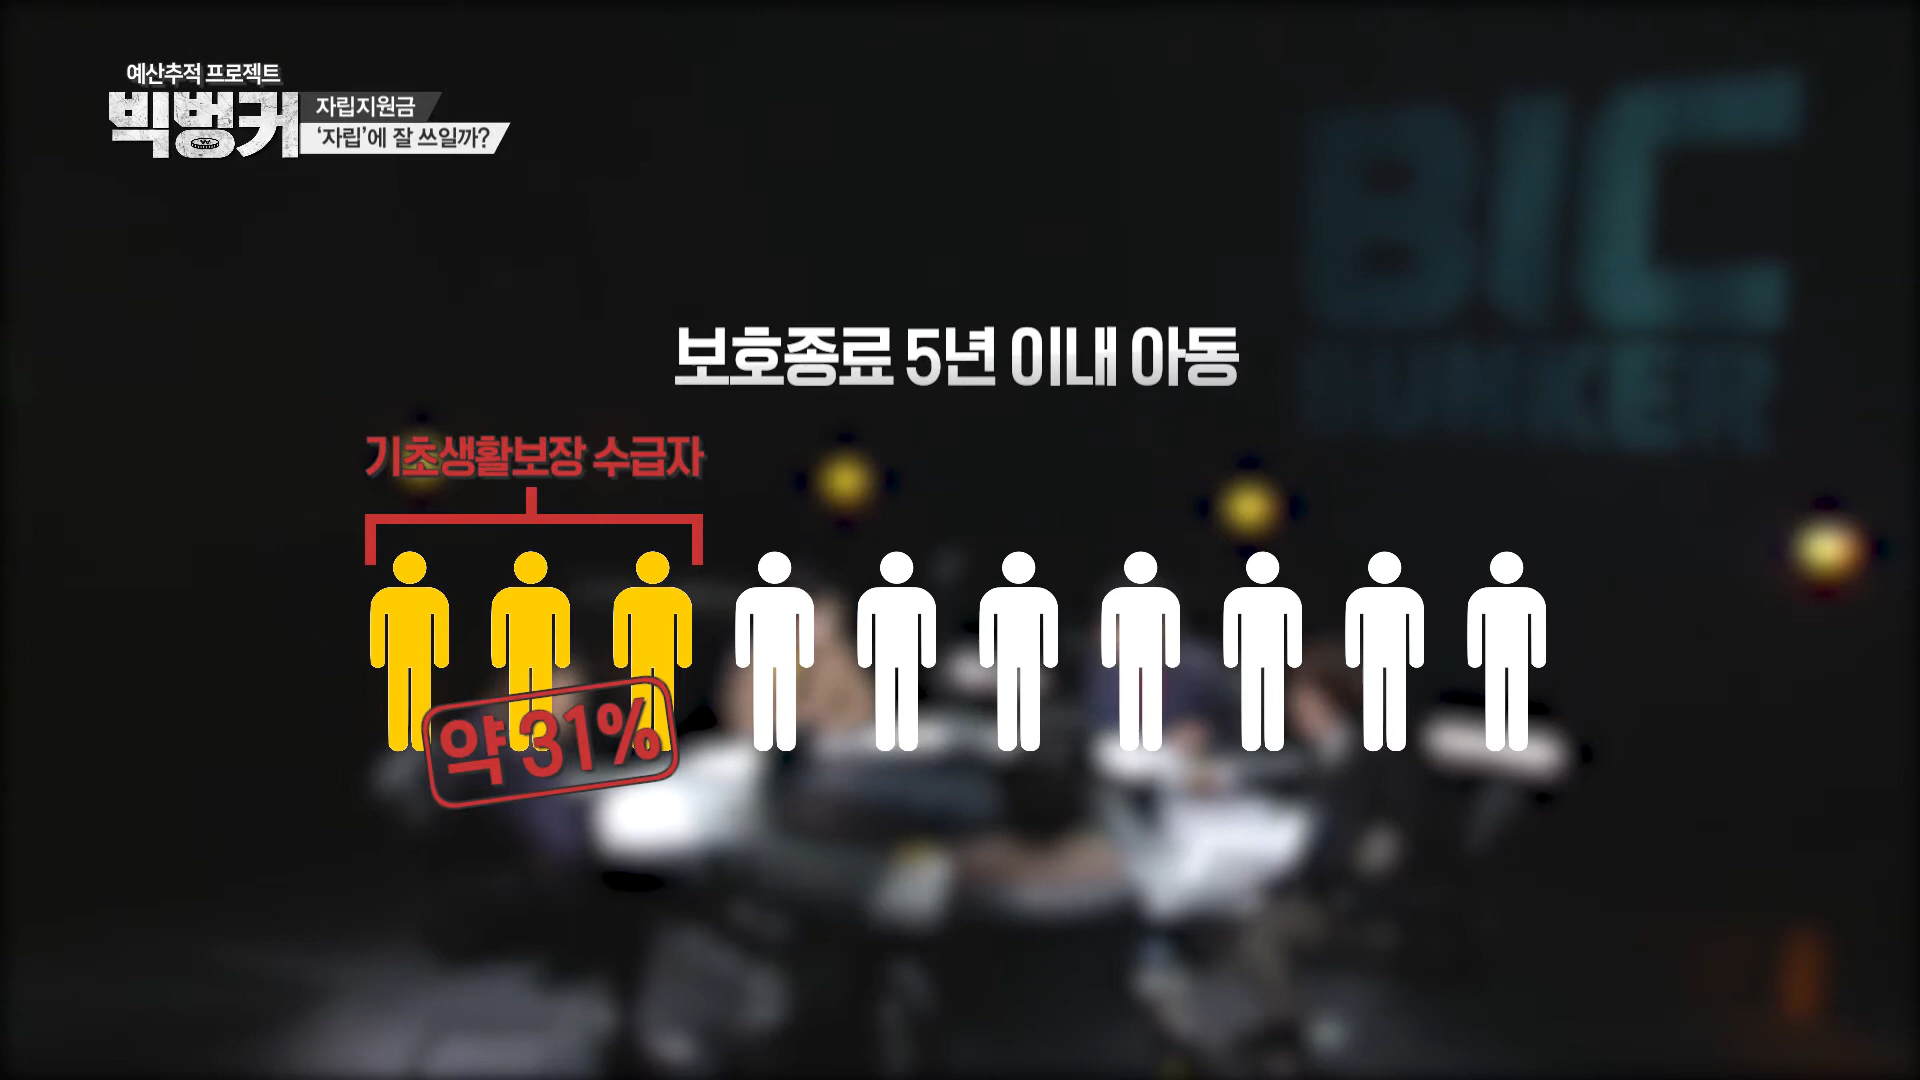 예산추적 프로젝트
빅벙커
자립지원금
‘자립’에 잘 쓰일까?
BIG
BUNKER
보호종료 5년 이내 아동
기초생활보장 수급자
약 31%